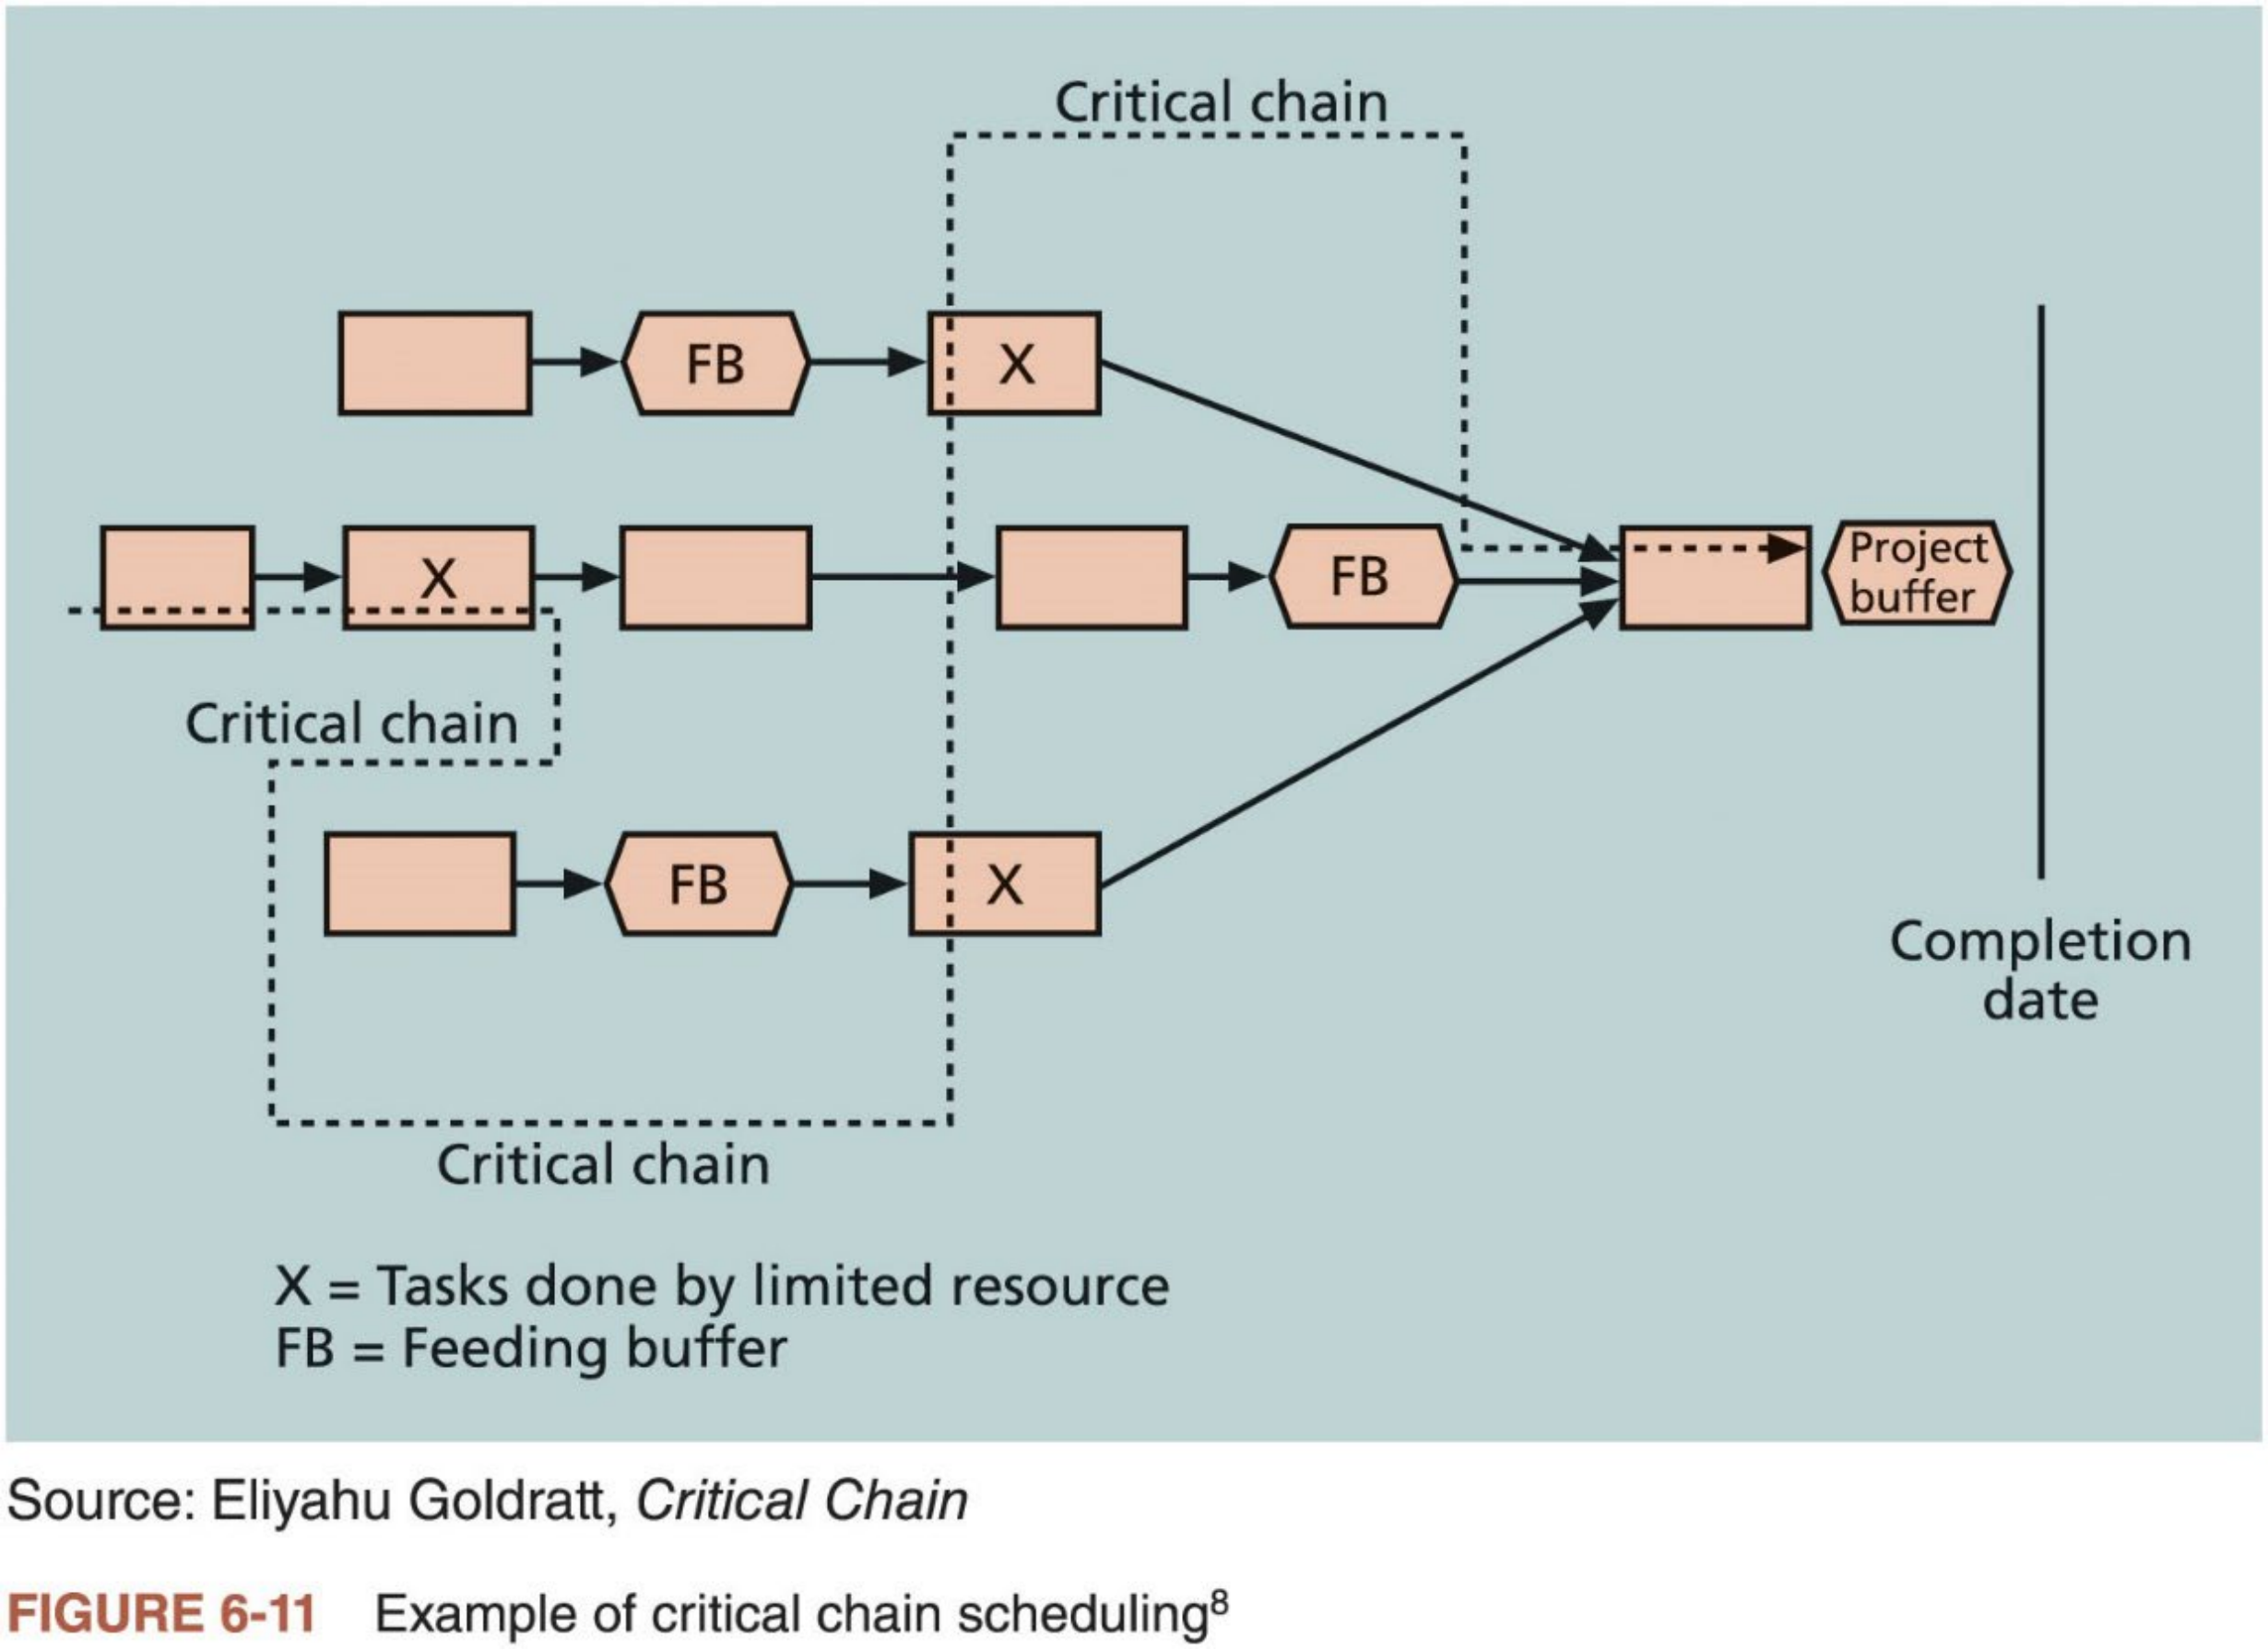 Critical chain
FB
X
X
FB
Project
buffer
Critical chain
FB
X
Completion
date
Critical chain
X = Tasks done by limited resource
FB = Feeding buffer
Source: Eliyahu Goldratt, Critical Chain
FIGURE 6-11 Example of critical chain scheduling8